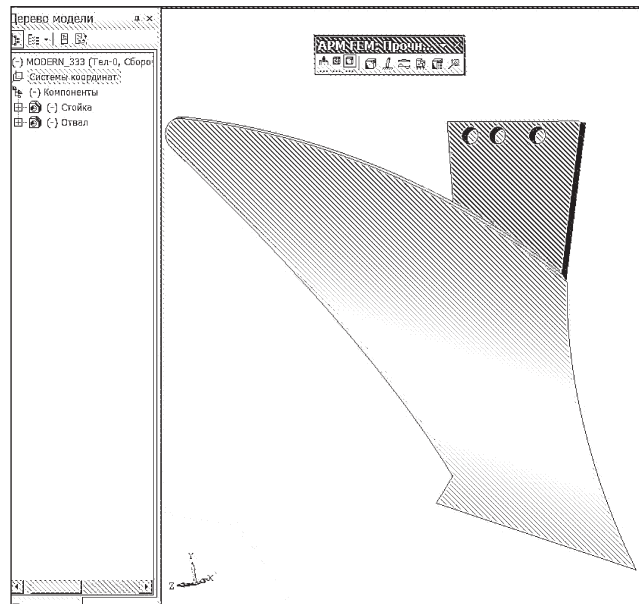 Дерево модели
(-) MODERN_333 (Тел-0, Сборо
Системы координат
(-) Компоненты
(-) Стойка
(-) Отвал
APM FEM: Прочн...
Y
Z
X